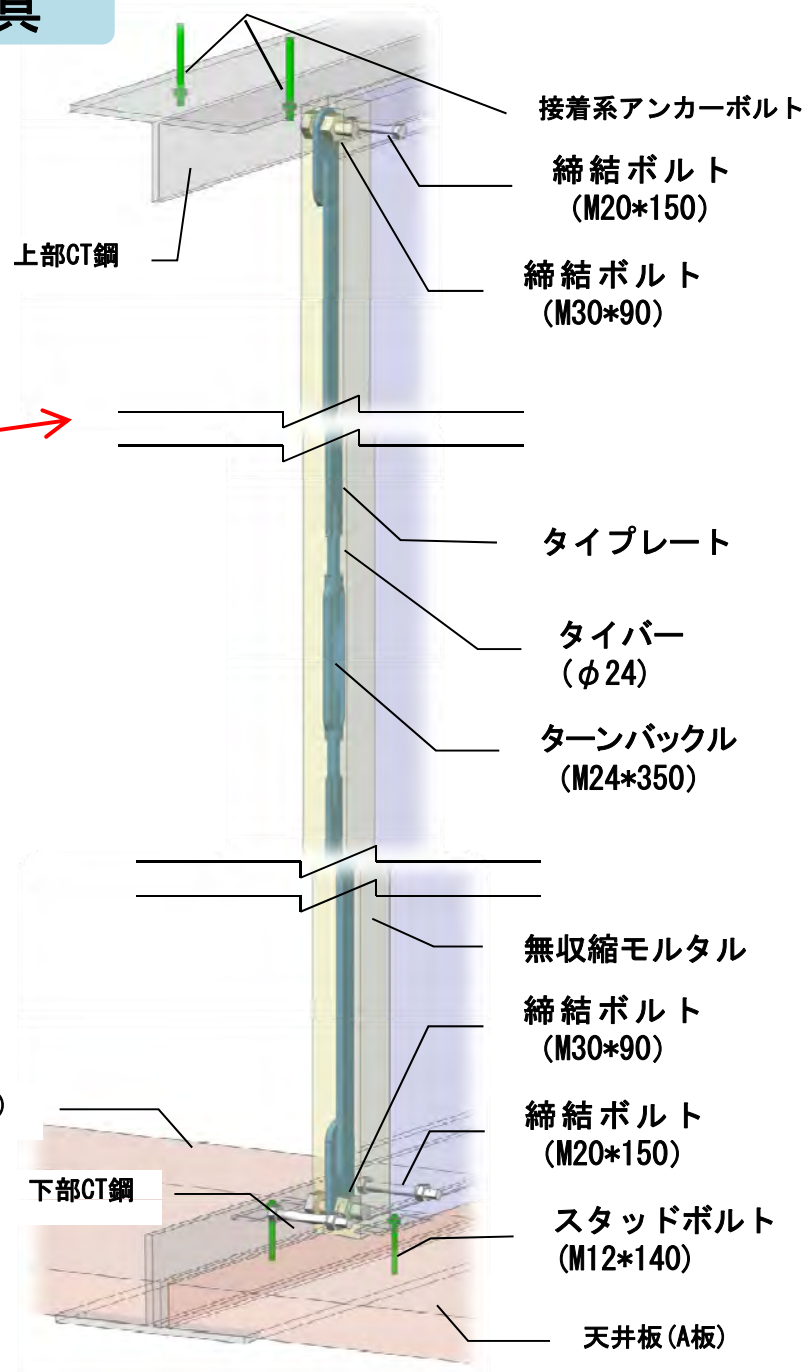 具
接着系アンカーボルト
締結ボルト
(M20*150)
上部CT鋼
締結ボルト
(M30*90)
タイプレート
タイバー
(φ24)
ターンバックル
(M24*350)
無収縮モルタル
締結ボルト
(M30*90)
)
締結ボルト
(M20*150)
下部CT鋼
スタッドボルト
(M12*140)
天井板(A板)